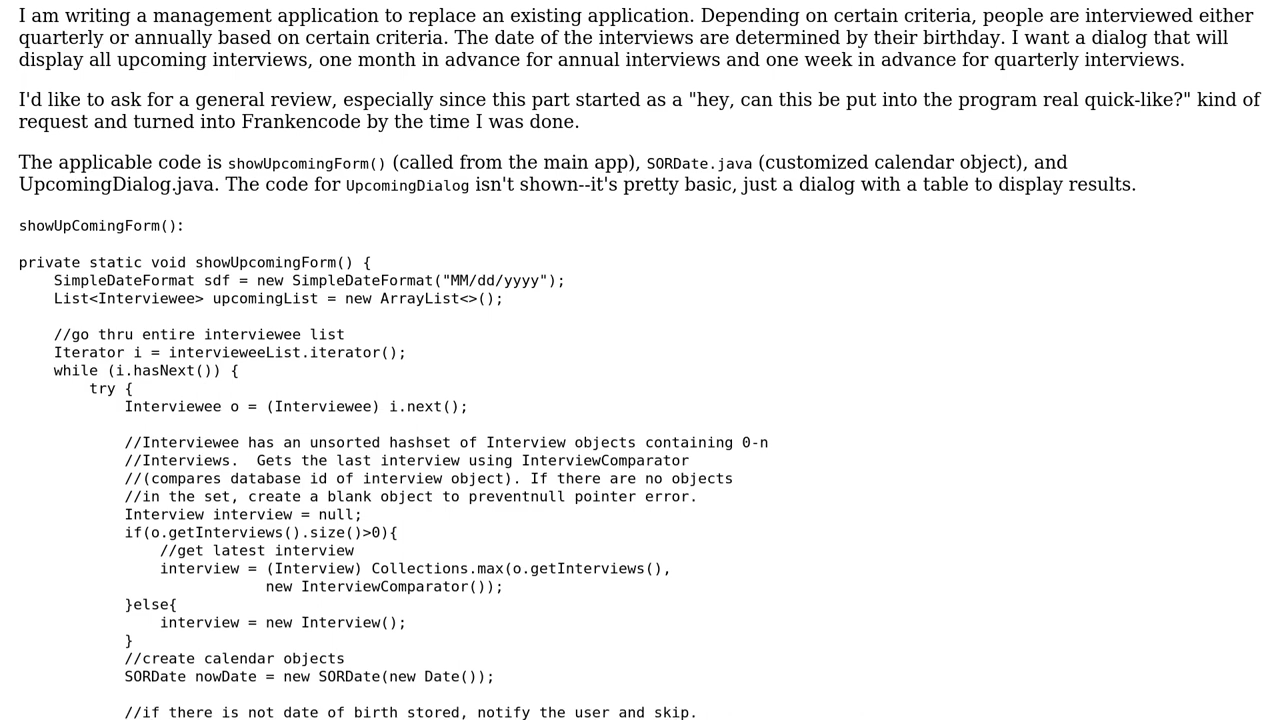 I am writing a management application to replace an existing application. Depending on certain criteria, people are interviewed either
quarterly or annually based on certain criteria. The date of the interviews are determined by their birthday. I want a dialog that will
display all upcoming interviews, one month in advance for annual interviews and one week in advance for quarterly interviews.
I'd like to ask for a general review, especially since this part started as a "hey, can this be put into the program real quick-like?" kind of
request and turned into Frankencode by the time I was done.
The applicable code is showUpcomingForm() (called from the main app), SORDate.java (customized calendar object), and
UpcomingDialog.java. The code for UpcomingDialog isn't shown--it's pretty basic, just a dialog with a table to display results.
showUpComingForm():
private static void showUpcomingForm() {
    SimpleDateFormat sdf = new SimpleDateFormat("MM/dd/yyyy");
    List<Interviewee> upcomingList = new ArrayList<>();
    //go thru entire interviewee list
    Iterator i = intervieweeList.iterator();
    while (i.hasNext()) {
        try {
            Interviewee o = (Interviewee) i.next();
            //Interviewee has an unsorted hashset of Interview objects containing 0-n
            //Interviews.  Gets the last interview using InterviewComparator
            //(compares database id of interview object). If there are no objects
            //in the set, create a blank object to preventnull pointer error.
            Interview interview = null;
            if(o.getInterviews().size()>0){
                //get latest interview
                interview = (Interview) Collections.max(o.getInterviews(),
                            new InterviewComparator());
            }else{
                interview = new Interview();
            }
            //create calendar objects
            SORDate nowDate = new SORDate(new Date());
            //if there is not date of birth stored, notify the user and skip.